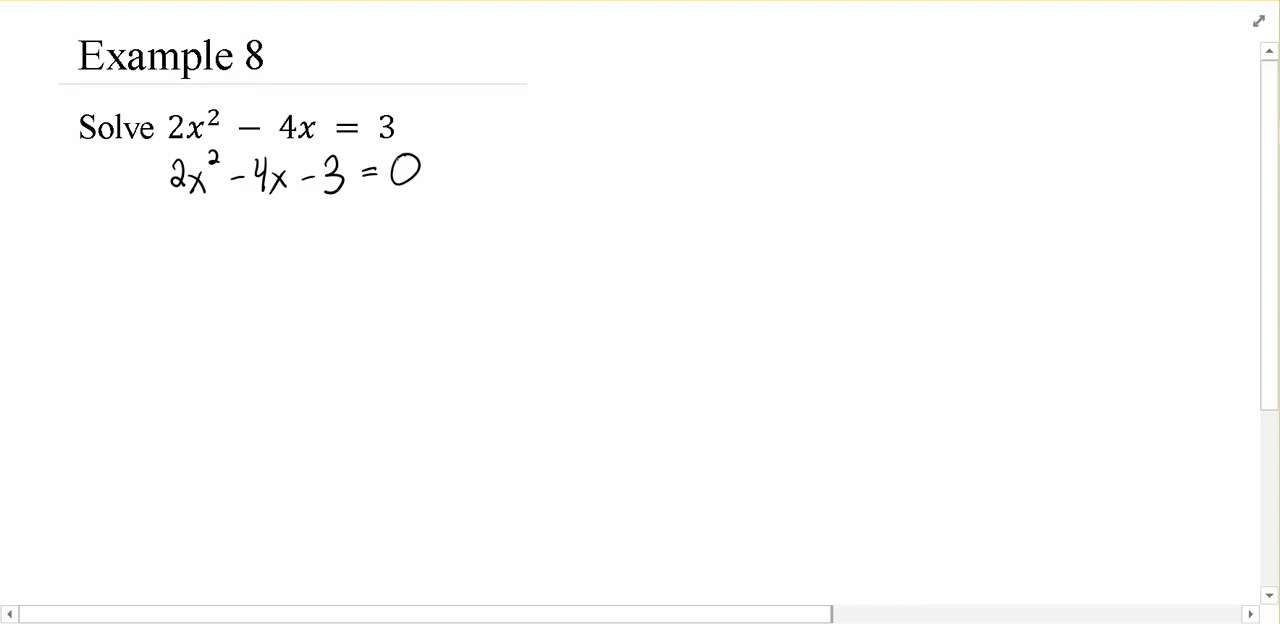 Example 8
Solve 2x² − 4x = 3
2x² - 4x - 3 = 0